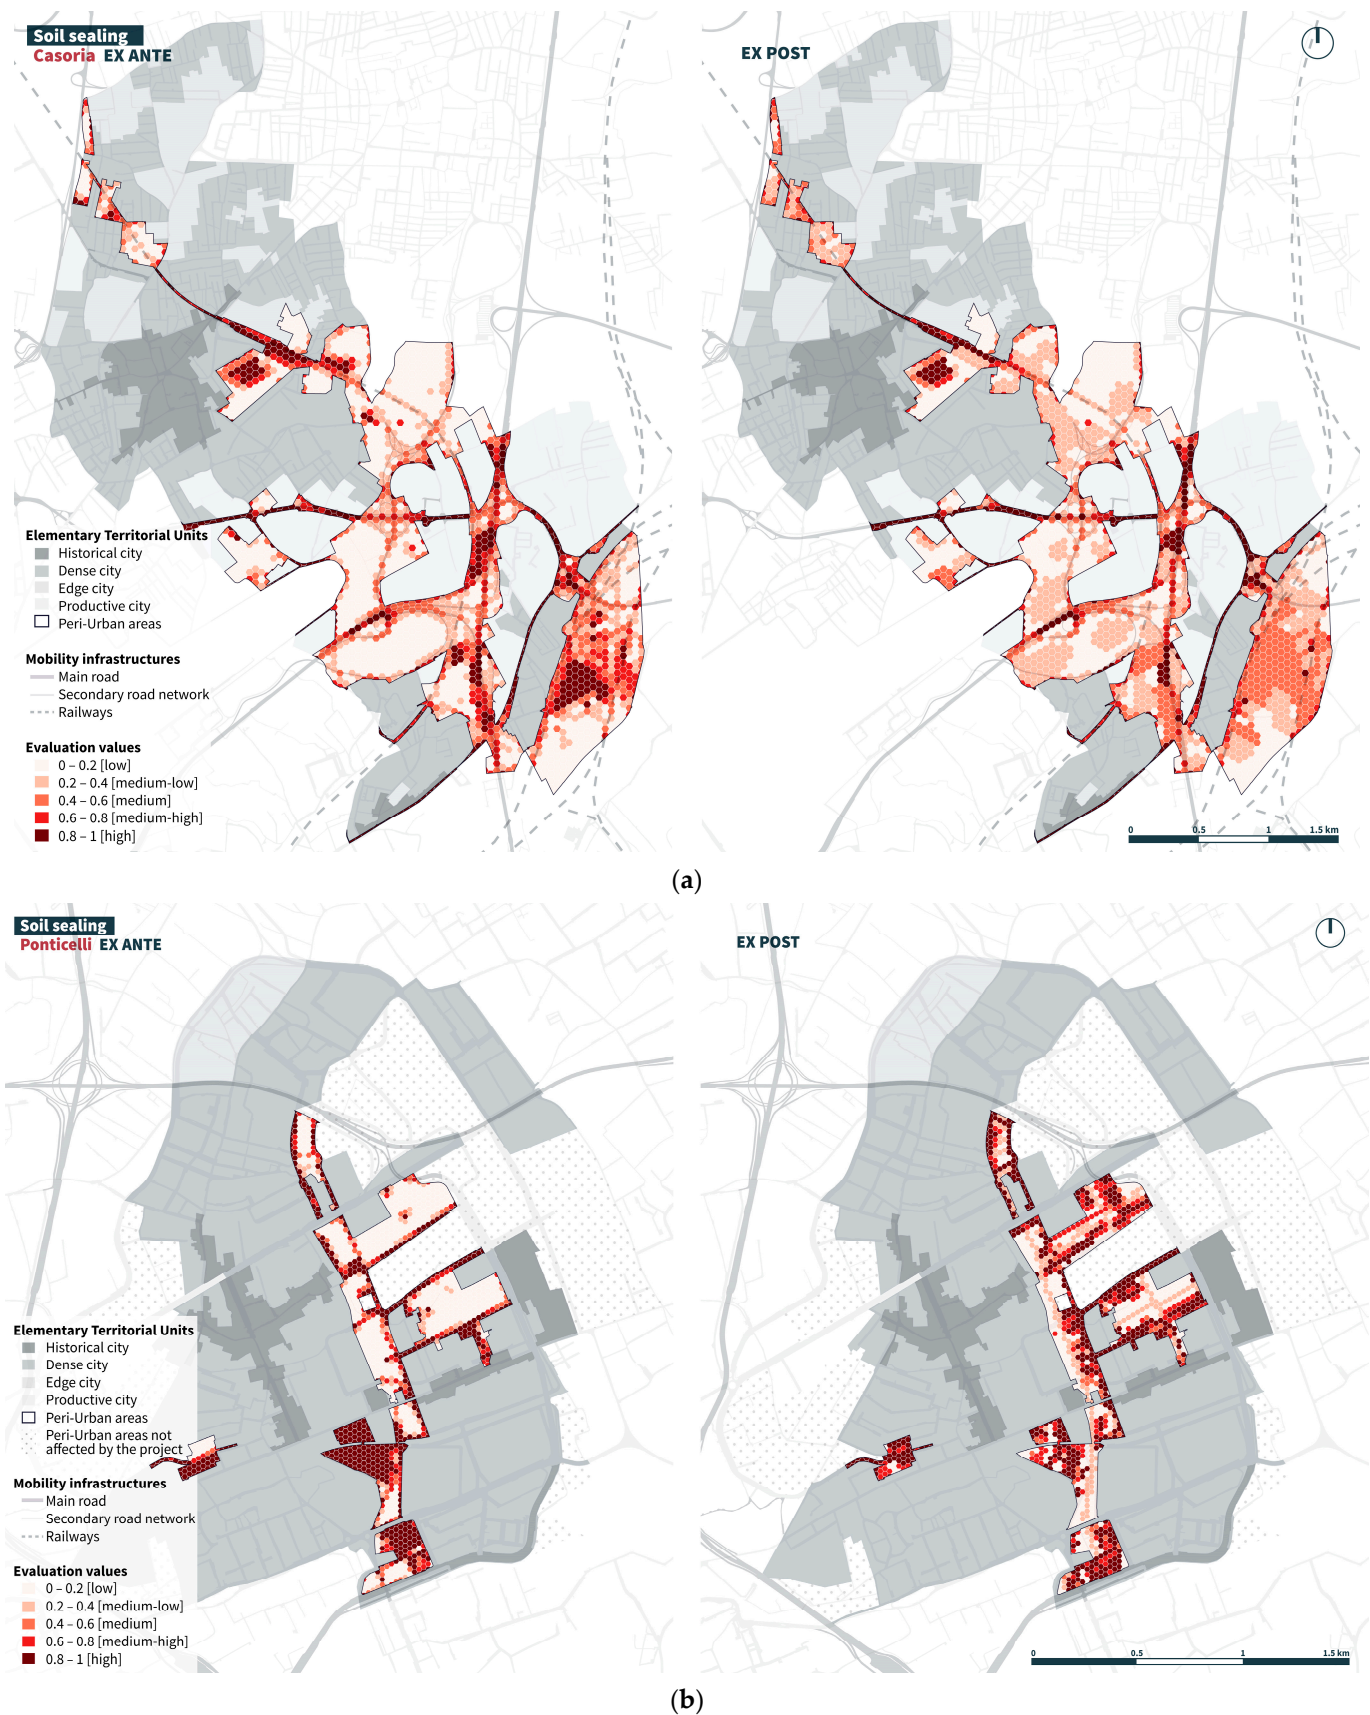 Soil sealing
Casoria EX ANTE
EX POST
Elementary Territorial Units
Historical city
Dense city
Edge city
Productive city
Peri-Urban areas
Mobility infrastructures
Main road
Secondary road network
Railways
Evaluation values
0 – 0.2 [low]
0.2 – 0.4 [medium-low]
0.4 – 0.6 [medium]
0.6 – 0.8 [medium-high]
0.8 – 1 [high]
0 0.5 1 1.5 km
(a)
Soil sealing
Ponticelli EX ANTE
EX POST
Elementary Territorial Units
Historical city
Dense city
Edge city
Productive city
Peri-Urban areas
Peri-Urban areas not
affected by the project
Mobility infrastructures
Main road
Secondary road network
Railways
Evaluation values
0 – 0.2 [low]
0.2 – 0.4 [medium-low]
0.4 – 0.6 [medium]
0.6 – 0.8 [medium-high]
0.8 – 1 [high]
0 0.5 1 1.5 km
(b)